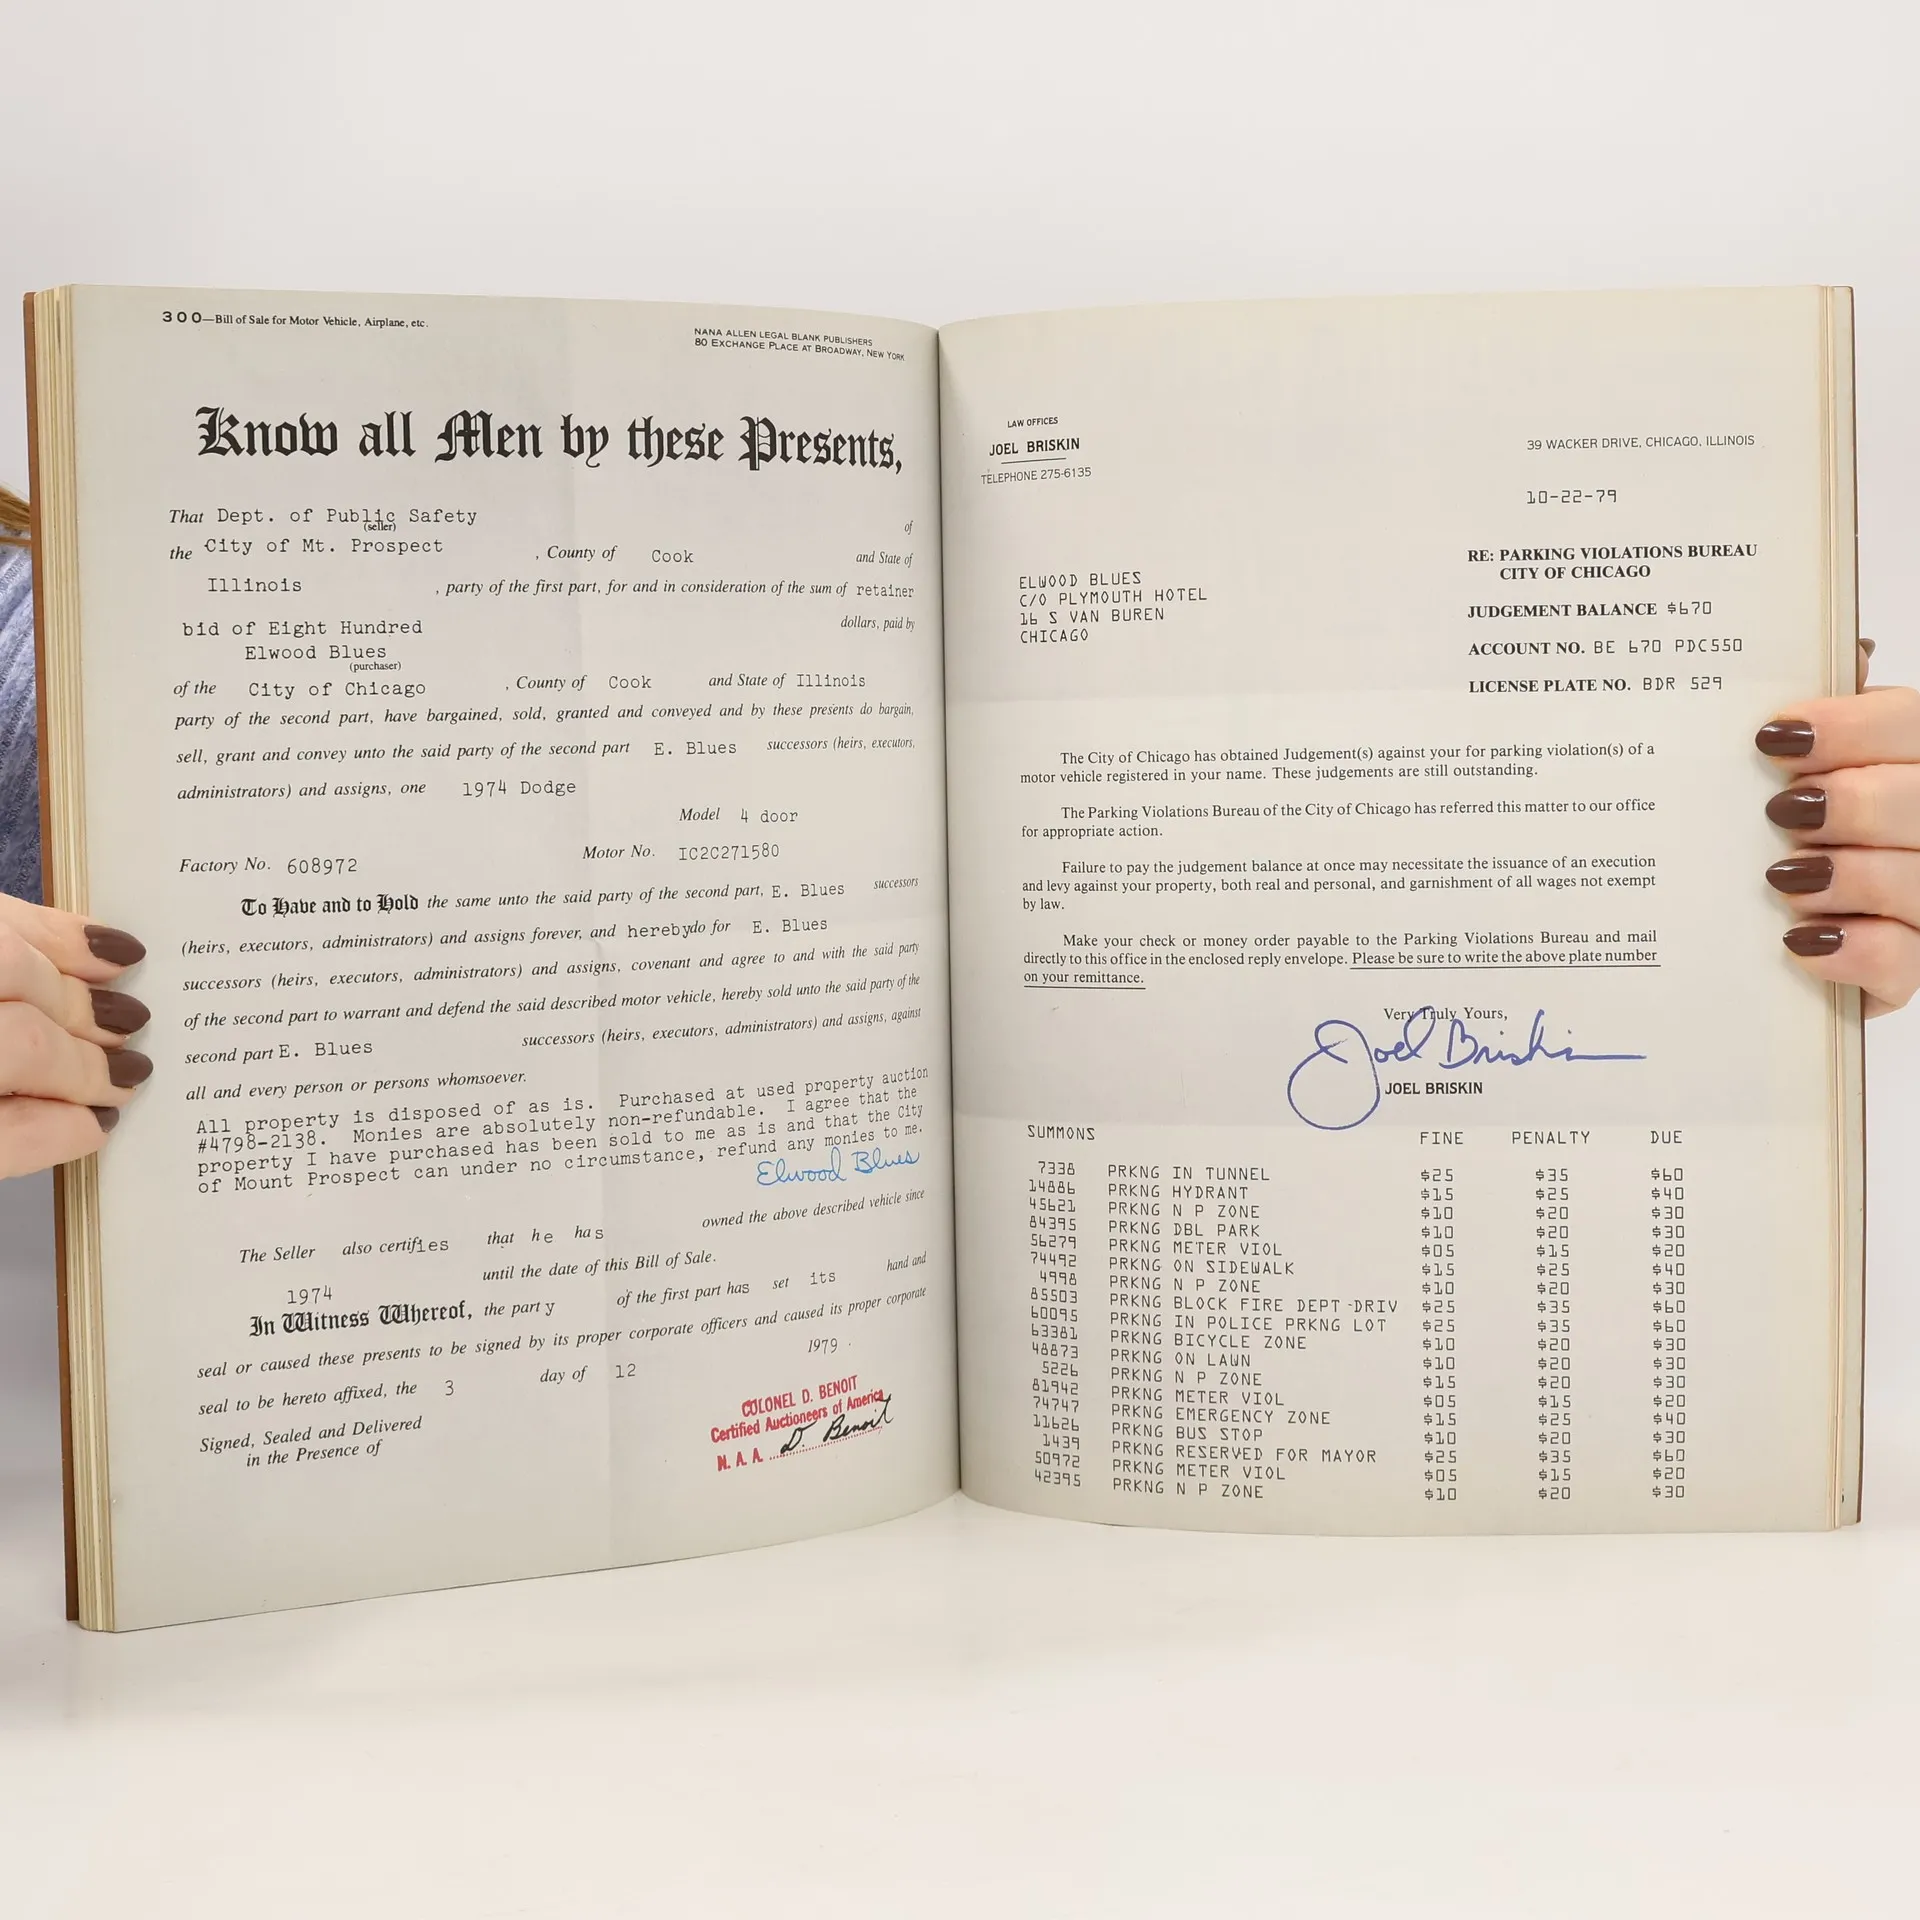 300—Bill of Sale for Motor Vehicle, Airplane, etc.
NANA ALLEN LEGAL BLANK PUBLISHERS
80 EXCHANGE PLACE AT BROADWAY, NEW YORK
Know all Men by these Presents,
That Dept. of Public Safety of
(seller)
the City of Mt. Prospect , County of Cook and State of
Illinois , party of the first part, for and in consideration of the sum of retainer
bid of Eight Hundred dollars, paid by
Elwood Blues
(purchaser)
of the City of Chicago , County of Cook and State of Illinois
party of the second part, have bargained, sold, granted and conveyed and by these presents do bargain,
sell, grant and convey unto the said party of the second part E. Blues successors (heirs, executors,
administrators) and assigns, one 1974 Dodge
Model 4 door
Factory No. 608972 Motor No. IC2C271580
To Have and to Hold the same unto the said party of the second part, E. Blues successors
(heirs, executors, administrators) and assigns forever, and herebydo for E. Blues
successors (heirs, executors, administrators) and assigns, covenant and agree to and with the said party
of the second part to warrant and defend the said described motor vehicle, hereby sold unto the said party of the
second part E. Blues successors (heirs, executors, administrators) and assigns, against
all and every person or persons whomsoever.
All property is disposed of as is. Purchased at used property auction
#4798-2138. Monies are absolutely non-refundable. I agree that the
property I have purchased has been sold to me as is and that the City
of Mount Prospect can under no circumstance, refund any monies to me.
Elwood Blues
The Seller also certifies that he has owned the above described vehicle since
1974 until the date of this Bill of Sale.
In Witness Whereof, the party of the first part has set its hand and
seal or caused these presents to be signed by its proper corporate officers and caused its proper corporate
seal to be hereto affixed, the 3 day of 12 1979
Signed, Sealed and Delivered
in the Presence of
COLONEL D. BENOIT
Certified Auctioneers of America
N. A. A. D. Benoit
LAW OFFICES
JOEL BRISKIN
TELEPHONE 275-6135
39 WACKER DRIVE, CHICAGO, ILLINOIS
10-22-79
ELWOOD BLUES
C/O PLYMOUTH HOTEL
16 S VAN BUREN
CHICAGO
RE: PARKING VIOLATIONS BUREAU
CITY OF CHICAGO
JUDGEMENT BALANCE $670
ACCOUNT NO. BE 670 PDC550
LICENSE PLATE NO. BDR 529
The City of Chicago has obtained Judgement(s) against your for parking violation(s) of a
motor vehicle registered in your name. These judgements are still outstanding.
The Parking Violations Bureau of the City of Chicago has referred this matter to our office
for appropriate action.
Failure to pay the judgement balance at once may necessitate the issuance of an execution
and levy against your property, both real and personal, and garnishment of all wages not exempt
by law.
Make your check or money order payable to the Parking Violations Bureau and mail
directly to this office in the enclosed reply envelope. Please be sure to write the above plate number
on your remittance.
Very Truly Yours,
Joel Briskin
JOEL BRISKIN
SUMMONS FINE PENALTY DUE
7338 PRKNG IN TUNNEL $25 $35 $60
14886 PRKNG HYDRANT $15 $25 $40
45621 PRKNG N P ZONE $10 $20 $30
84395 PRKNG DBL PARK $10 $20 $30
56279 PRKNG METER VIOL $05 $15 $20
74492 PRKNG ON SIDEWALK $15 $25 $40
4998 PRKNG N P ZONE $10 $20 $30
85503 PRKNG BLOCK FIRE DEPT-DRIV $25 $35 $60
60095 PRKNG IN POLICE PRKNG LOT $25 $35 $60
63381 PRKNG BICYCLE ZONE $10 $20 $30
48873 PRKNG ON LAWN $10 $20 $30
5226 PRKNG N P ZONE $15 $20 $30
81942 PRKNG METER VIOL $05 $15 $20
74747 PRKNG EMERGENCY ZONE $15 $25 $40
11626 PRKNG BUS STOP $10 $20 $30
1439 PRKNG RESERVED FOR MAYOR $25 $35 $60
50972 PRKNG METER VIOL $05 $15 $20
42395 PRKNG N P ZONE $10 $20 $30